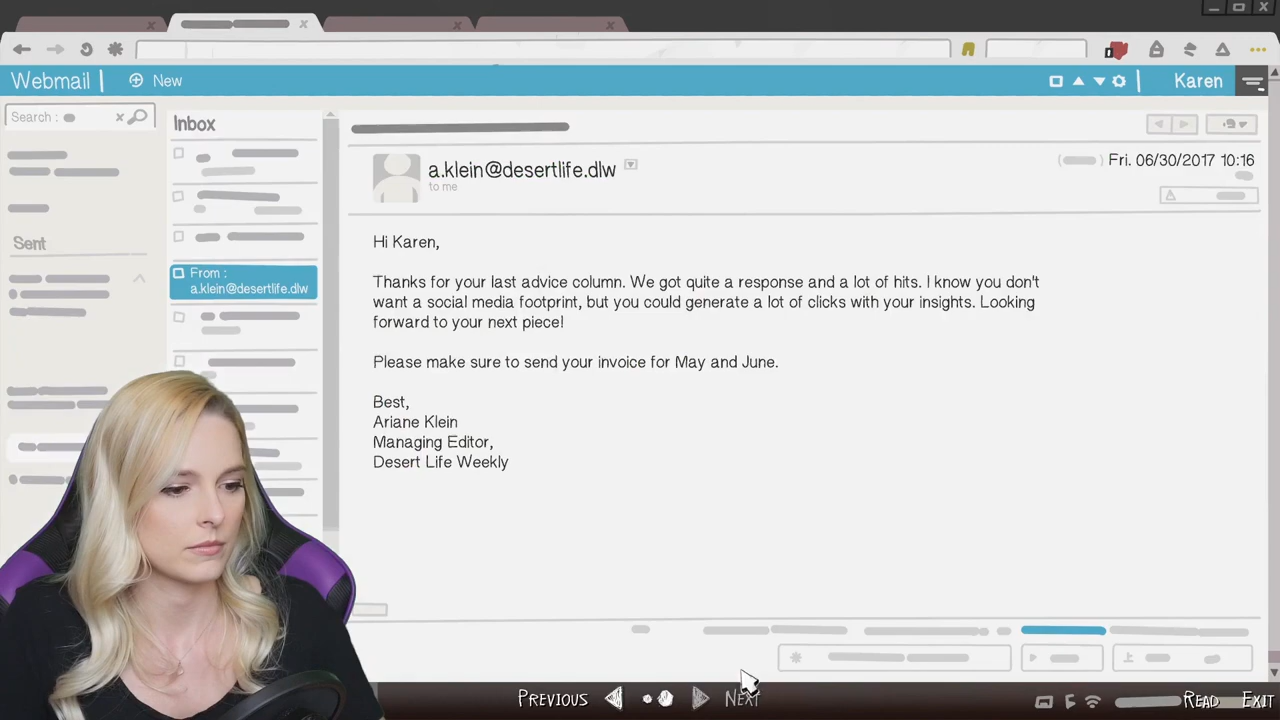 Webmail
New
Karen
Search :
Inbox
a.klein@desertlife.dlw
to me
Fri. 06/30/2017 10:16
Sent
From :
a.klein@desertlife.dlw
Hi Karen,
Thanks for your last advice column. We got quite a response and a lot of hits. I know you don't
want a social media footprint, but you could generate a lot of clicks with your insights. Looking
forward to your next piece!
Please make sure to send your invoice for May and June.
Best,
Ariane Klein
Managing Editor,
Desert Life Weekly
PREVIOUS
NEXT
READ
EXIT